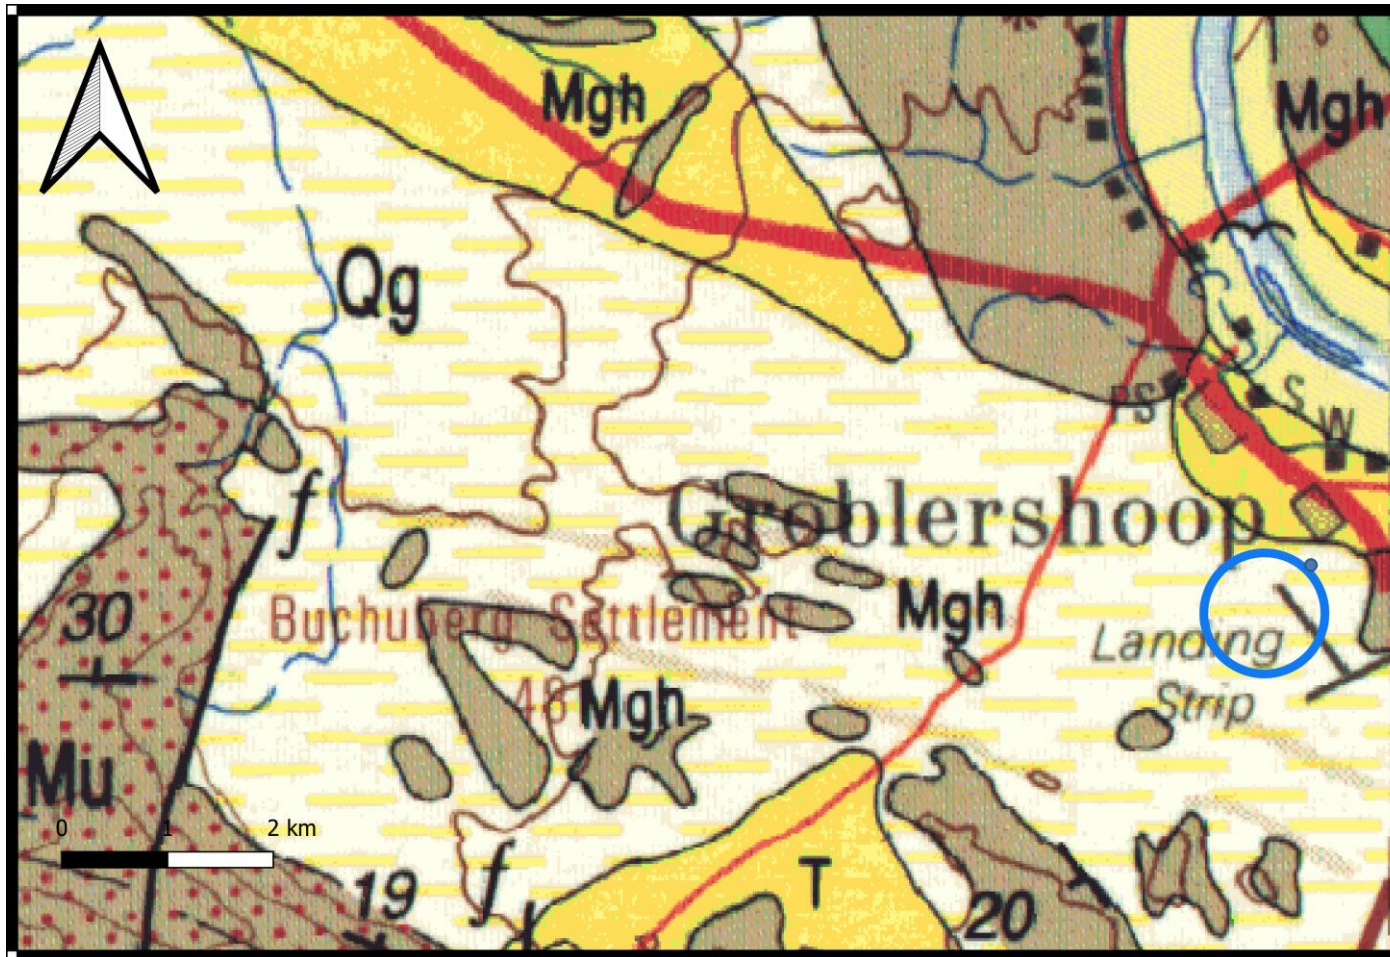 Mgh
Mgh
Qg
PS
S
W
Groblershoop
f
30
Buchuberg Settlement
48
Mgh
Mgh
Landing
Strip
Mu
0 1 2 km
19
f
T
20